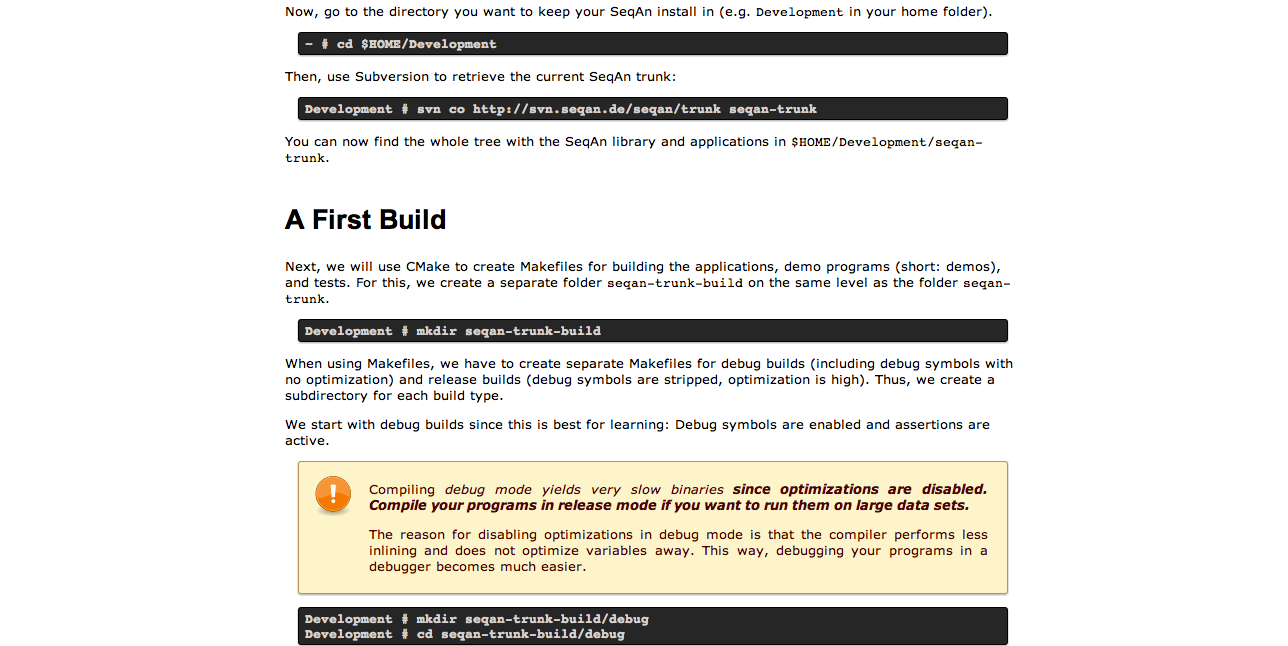 Now, go to the directory you want to keep your SeqAn install in (e.g. Development in your home folder).
~ # cd $HOME/Development
Then, use Subversion to retrieve the current SeqAn trunk:
Development # svn co http://svn.seqan.de/seqan/trunk seqan-trunk
You can now find the whole tree with the SeqAn library and applications in $HOME/Development/seqan-
trunk.
A First Build
Next, we will use CMake to create Makefiles for building the applications, demo programs (short: demos),
and tests. For this, we create a separate folder seqan-trunk-build on the same level as the folder seqan-
trunk.
Development # mkdir seqan-trunk-build
When using Makefiles, we have to create separate Makefiles for debug builds (including debug symbols with
no optimization) and release builds (debug symbols are stripped, optimization is high). Thus, we create a
subdirectory for each build type.
We start with debug builds since this is best for learning: Debug symbols are enabled and assertions are
active.
Compiling debug mode yields very slow binaries since optimizations are disabled.
Compile your programs in release mode if you want to run them on large data sets.
The reason for disabling optimizations in debug mode is that the compiler performs less
inlining and does not optimize variables away. This way, debugging your programs in a
debugger becomes much easier.
Development # mkdir seqan-trunk-build/debug
Development # cd seqan-trunk-build/debug